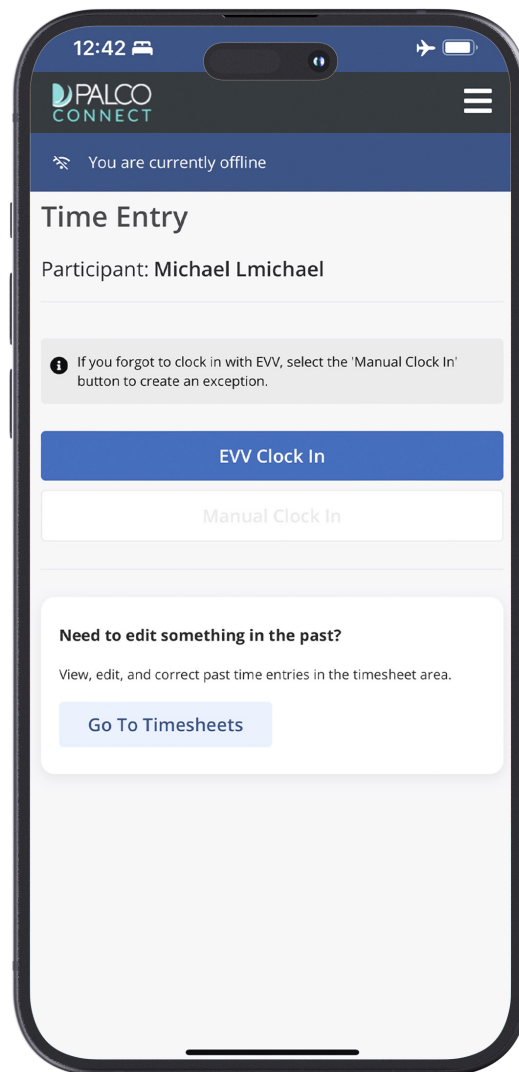 12:42
PALCO
CONNECT
You are currently offline
Time Entry
Participant: Michael Lmichael
If you forgot to clock in with EVV, select the 'Manual Clock In'
button to create an exception.
EVV Clock In
Manual Clock In
Need to edit something in the past?
View, edit, and correct past time entries in the timesheet area.
Go To Timesheets